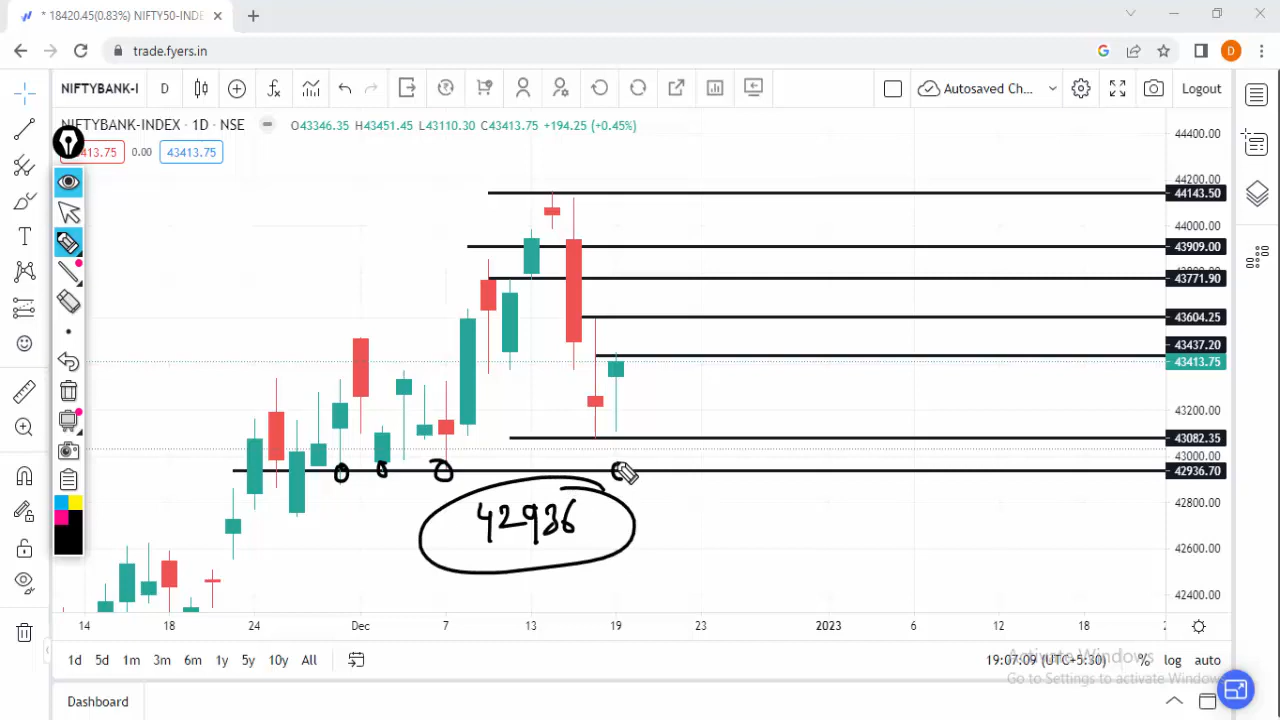 * 18420.45(0.83%) NIFTY50-INDE
trade.fyers.in
D
NIFTYBANK-I
D
Autosaved Ch...
Logout
NIFTYBANK-INDEX · 1D · NSE
O43346.35 H43451.45 L43110.30 C43413.75 +194.25 (+0.45%)
413.75
0.00
43413.75
44400.00
44200.00
44143.50
44000.00
43909.00
43771.90
43604.25
43437.20
43413.75
43200.00
43082.35
43000.00
42936.70
42936
42800.00
42600.00
42400.00
14 18 24 Dec 7 13 19 23 2023 6 12 18
1d 5d 1m 3m 6m 1y 5y 10y All
19:07:09 (UTC+5:30) % log auto
Activate Windows
Go to Settings to activate Windows
Dashboard